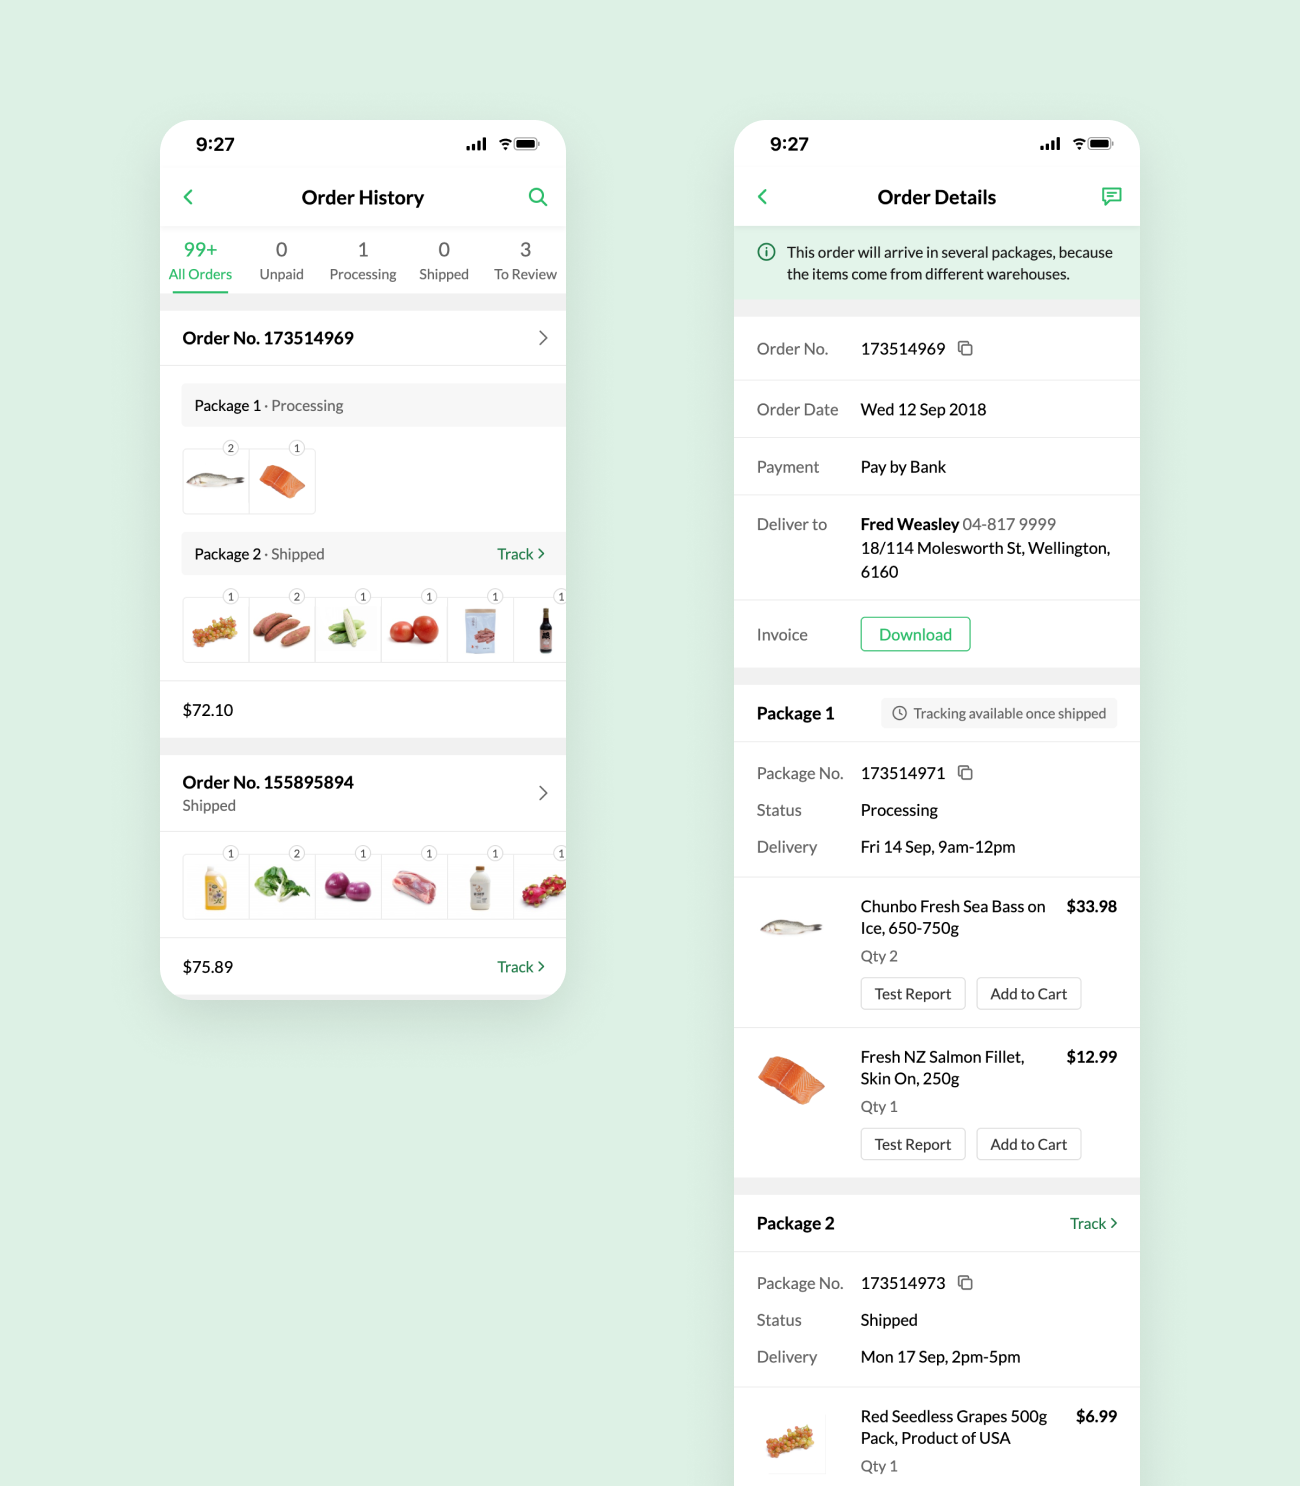 9:27
Order History
99+
All Orders
0
Unpaid
1
Processing
0
Shipped
3
To Review
Order No. 173514969
Package 1 · Processing
2
1
Package 2 · Shipped
Track
1
2
1
1
1
1
$72.10
Order No. 155895894
Shipped
1
2
1
1
1
1
$75.89
Track
9:27
Order Details
This order will arrive in several packages, because
the items come from different warehouses.
Order No. 173514969
Order Date Wed 12 Sep 2018
Payment Pay by Bank
Deliver to Fred Weasley 04-817 9999
18/114 Molesworth St, Wellington,
6160
Invoice Download
Package 1 Tracking available once shipped
Package No. 173514971
Status Processing
Delivery Fri 14 Sep, 9am-12pm
Chunbo Fresh Sea Bass on $33.98
Ice, 650-750g
Qty 2
Test Report Add to Cart
Fresh NZ Salmon Fillet, $12.99
Skin On, 250g
Qty 1
Test Report Add to Cart
Package 2 Track
Package No. 173514973
Status Shipped
Delivery Mon 17 Sep, 2pm-5pm
Red Seedless Grapes 500g $6.99
Pack, Product of USA
Qty 1